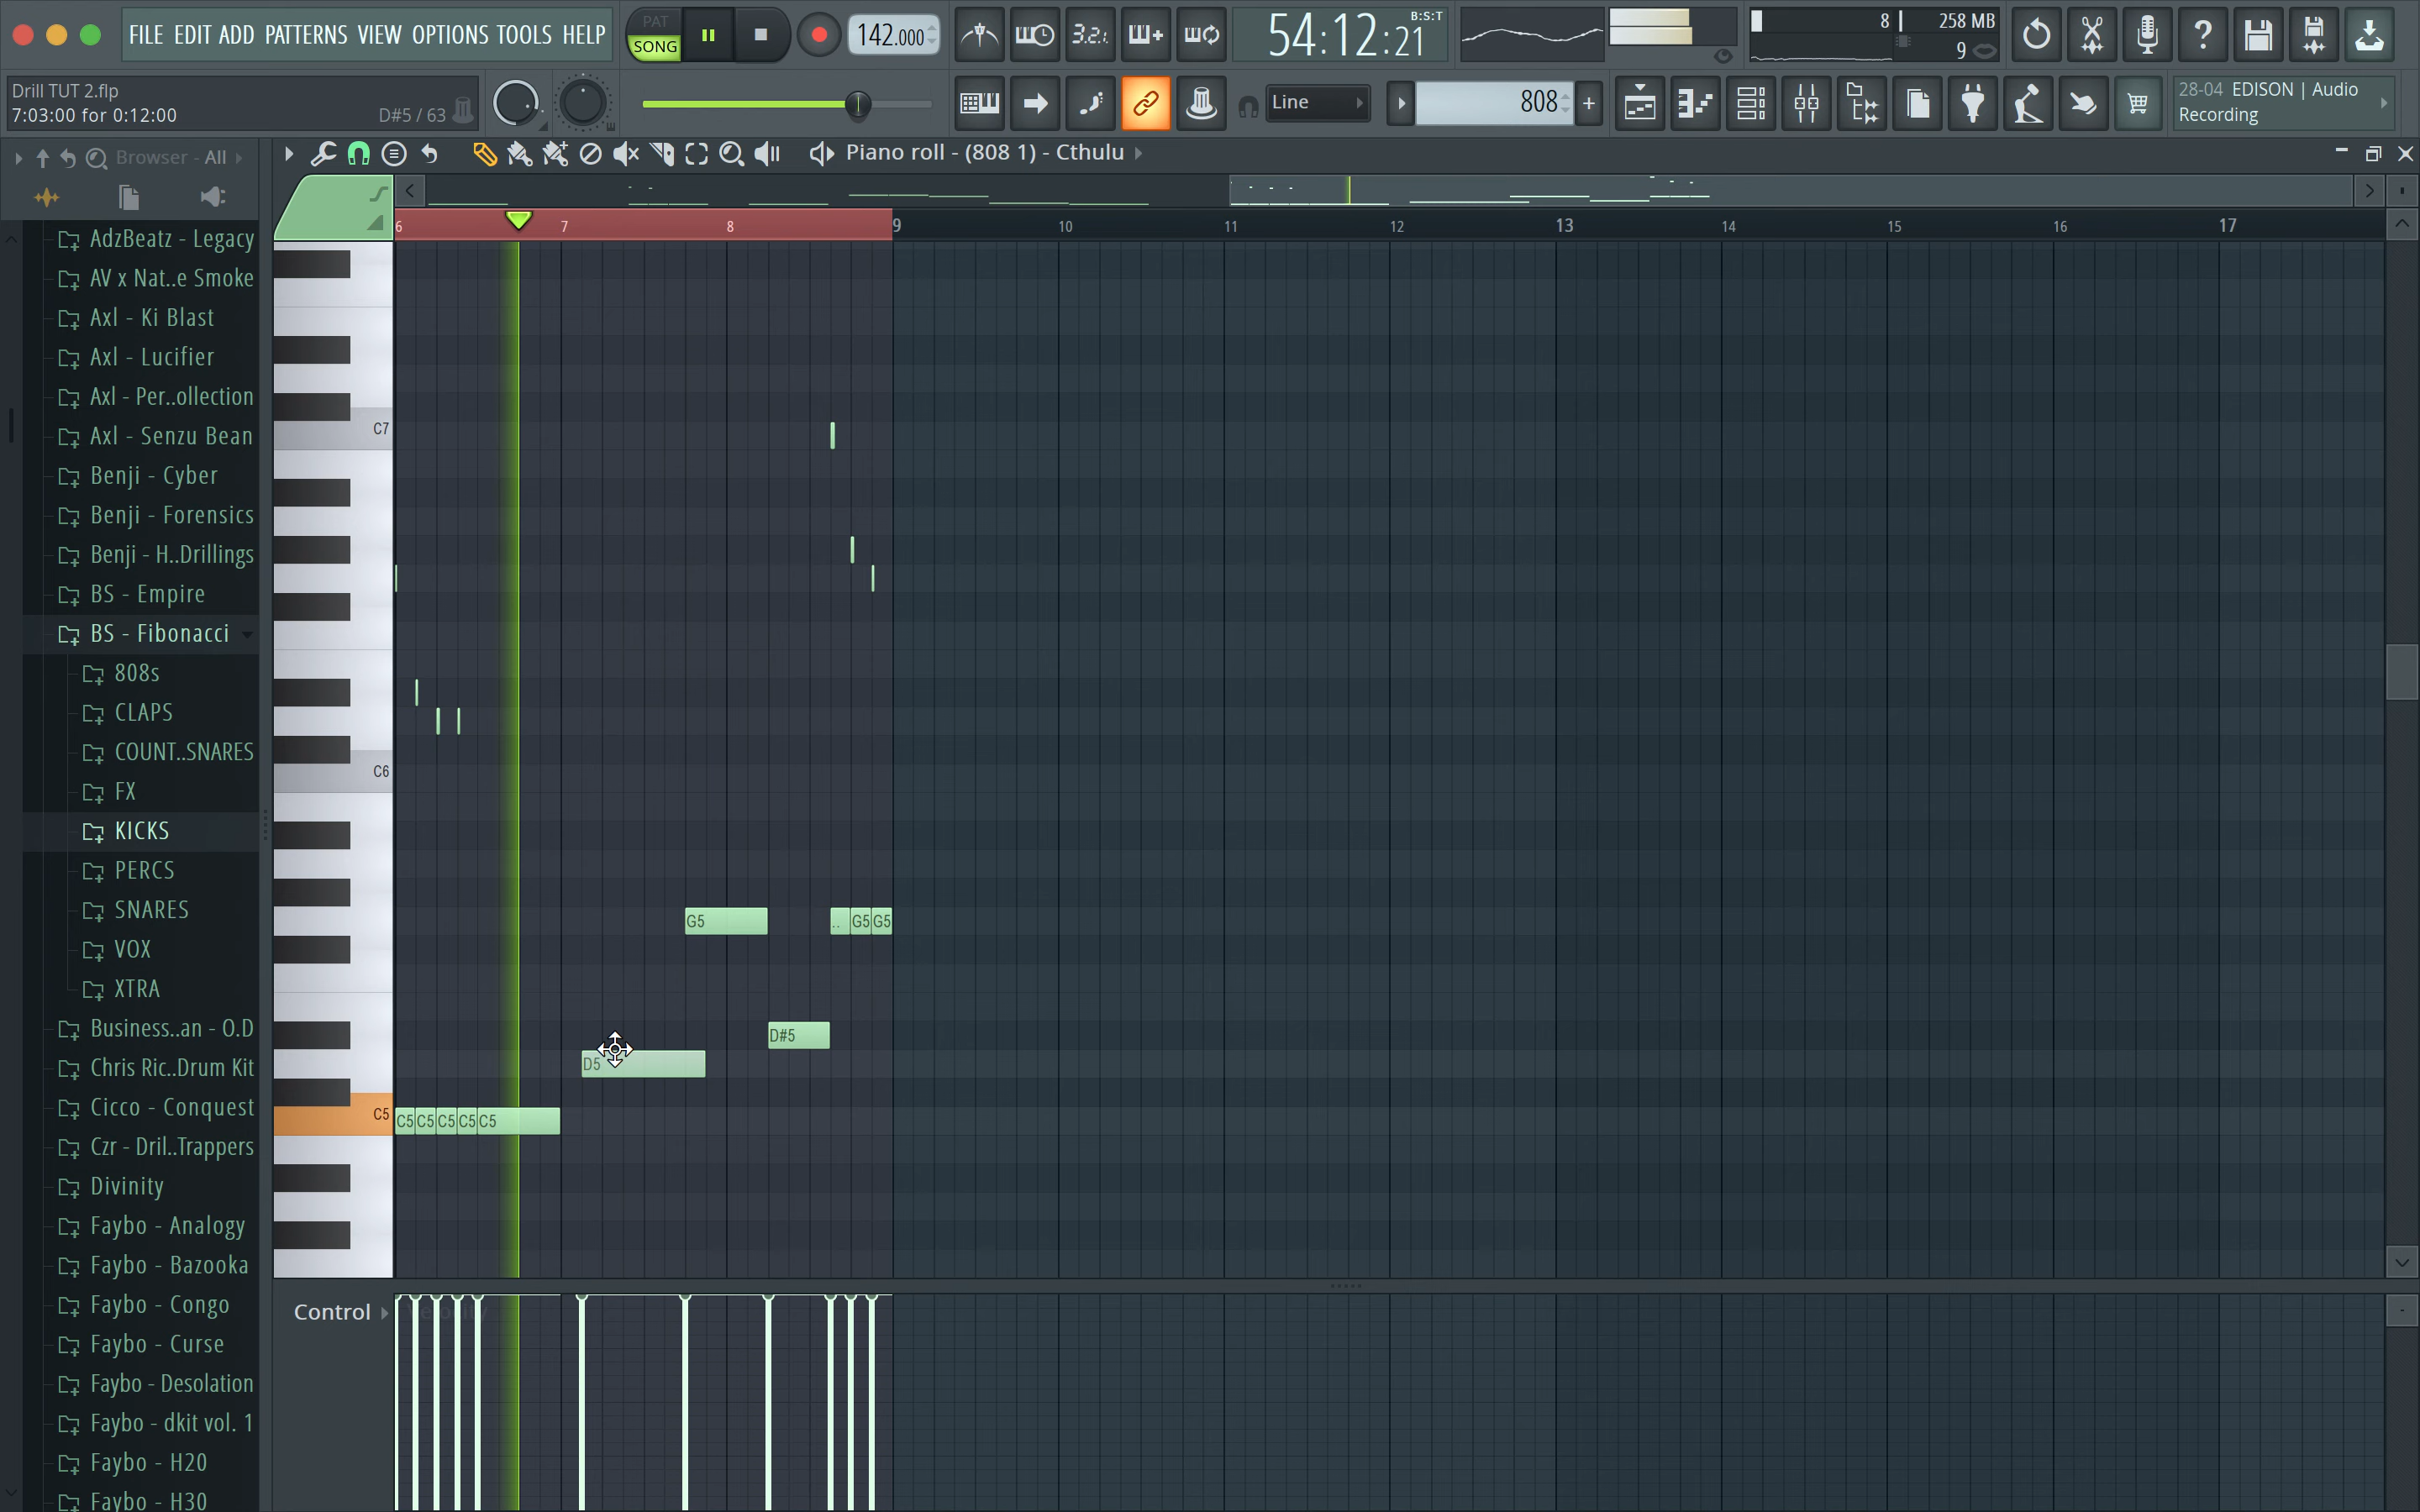 FILE EDIT ADD PATTERNS VIEW OPTIONS TOOLS HELP
PAT
SONG
142.000
3.2.
54:12:21
B:S:T
8
258 MB
9
Drill TUT 2.flp
7:03:00 for 0:12:00
D#5 / 63
Line
808
28-04 EDISON | Audio
Recording
Browser - All
Piano roll - (808 1) - Cthulu
6
7
8
9
10
11
12
13
14
15
16
17
AdzBeatz - Legacy
AV x Nat..e Smoke
Axl - Ki Blast
Axl - Lucifier
Axl - Per..ollection
Axl - Senzu Bean
Benji - Cyber
Benji - Forensics
Benji - H..Drillings
BS - Empire
BS - Fibonacci
808s
CLAPS
COUNT..SNARES
FX
KICKS
PERCS
SNARES
VOX
XTRA
Business..an - O.D
Chris Ric..Drum Kit
Cicco - Conquest
Czr - Dril..Trappers
Divinity
Faybo - Analogy
Faybo - Bazooka
Faybo - Congo
Faybo - Curse
Faybo - Desolation
Faybo - dkit vol. 1
Faybo - H20
Faybo - H30
C7
C6
C5
G5
.. G5 G5
D#5
D5
C5 C5 C5 C5 C5
Control